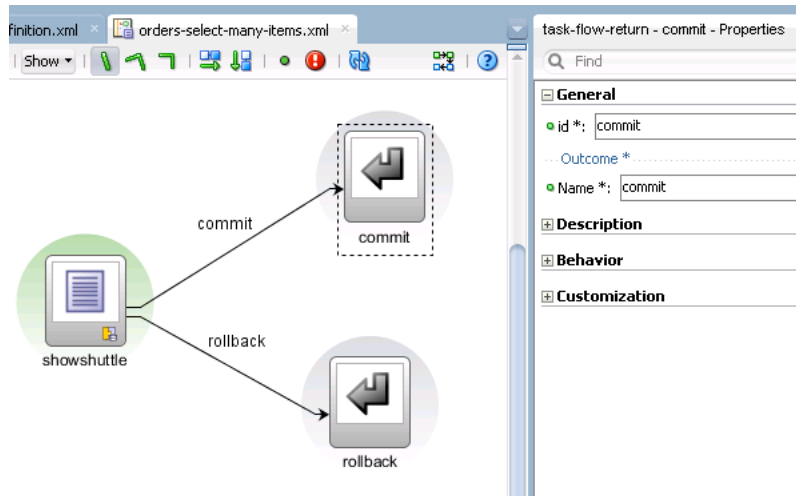 finition.xml
orders-select-many-items.xml
task-flow-return - commit - Properties
Show
Find
General
id *: commit
Outcome *
Name *: commit
Description
Behavior
Customization
commit
commit
showshuttle
rollback
rollback